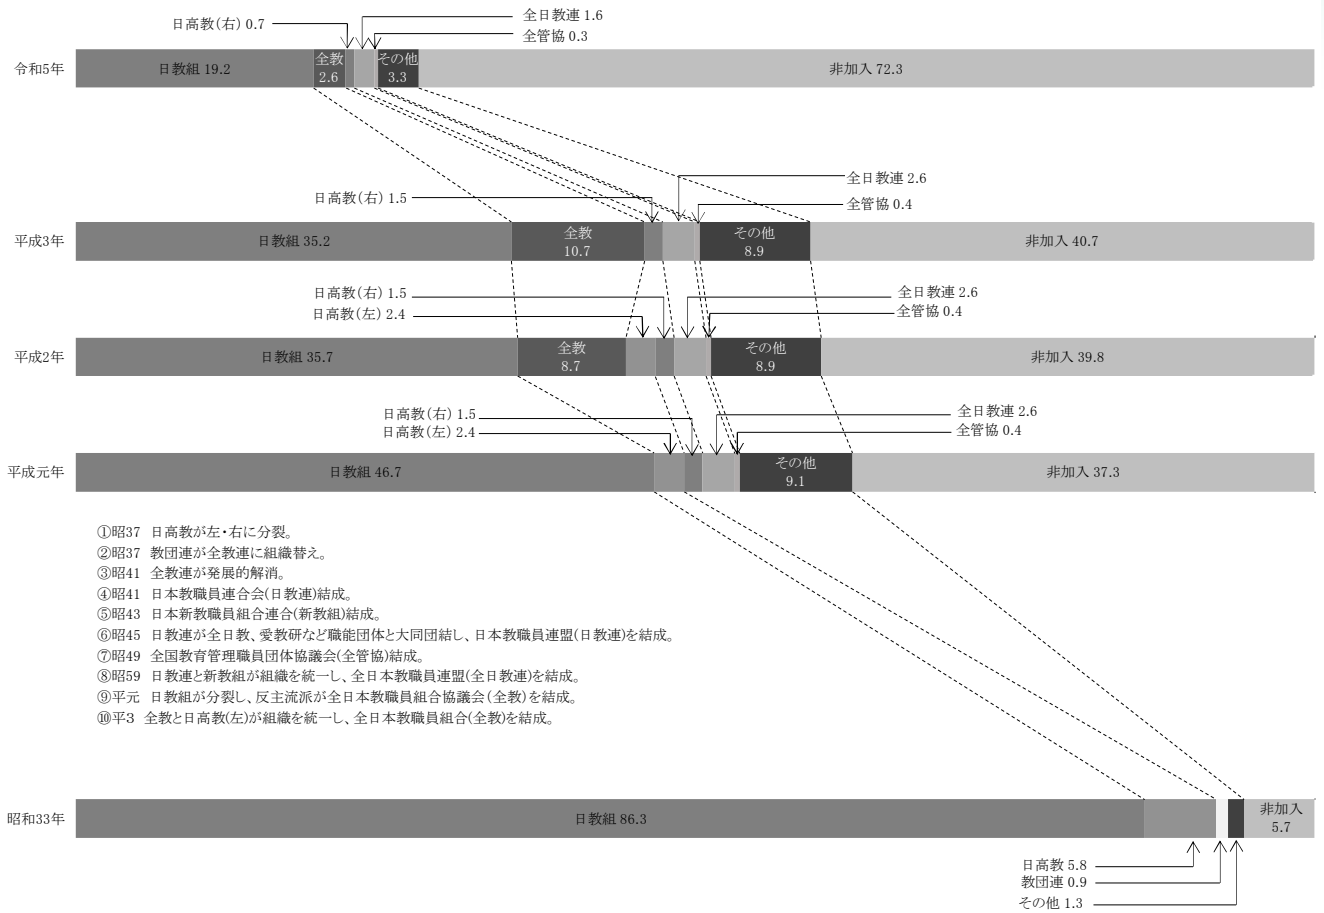 日高教(右) 0.7
全日教連 1.6
全管協 0.3
令和5年
日教組 19.2
全教
2.6
その他
3.3
非加入 72.3
日高教(右) 1.5
全日教連 2.6
全管協 0.4
平成3年
日教組 35.2
全教
10.7
その他
8.9
非加入 40.7
日高教(右) 1.5
日高教(左) 2.4
全日教連 2.6
全管協 0.4
平成2年
日教組 35.7
全教
8.7
その他
8.9
非加入 39.8
日高教(右) 1.5
日高教(左) 2.4
全日教連 2.6
全管協 0.4
平成元年
日教組 46.7
その他
9.1
非加入 37.3
①昭37 日高教が左・右に分裂。
②昭37 教団連が全教連に組織替え。
③昭41 全教連が発展的解消。
④昭41 日本教職員連合会(日教連)結成。
⑤昭43 日本新教職員組合連合(新教組)結成。
⑥昭45 日教連が全日教、愛教研など職能団体と大同団結し、日本教職員連盟(日教連)を結成。
⑦昭49 全国教育管理職員団体協議会(全管協)結成。
⑧昭59 日教連と新教組が組織を統一し、全日本教職員連盟(全日教連)を結成。
⑨平元 日教組が分裂し、反主流派が全日本教職員組合協議会(全教)を結成。
⑩平3 全教と日高教(左)が組織を統一し、全日本教職員組合(全教)を結成。
昭和33年
日教組 86.3
非加入
5.7
日高教 5.8
教団連 0.9
その他 1.3